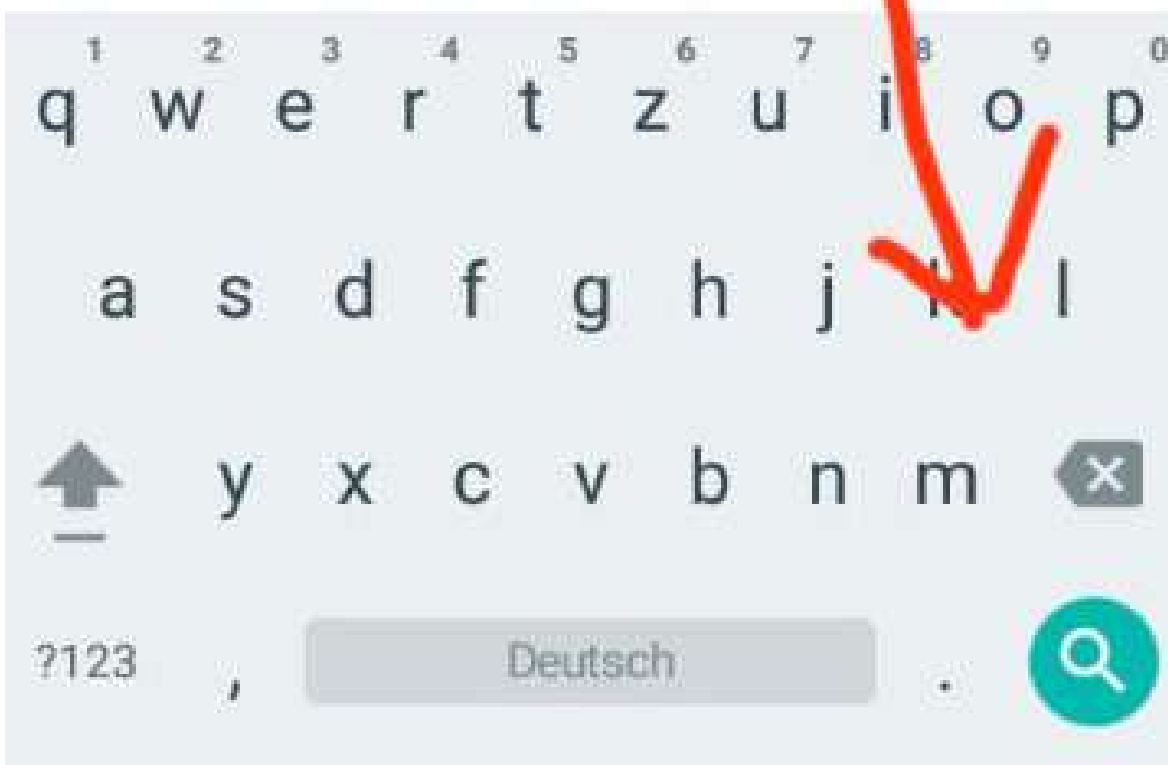 1 2 3 4 5 6 7 8 9 0
q w e r t z u i o p
a s d f g h j k l
y x c v b n m
?123 , Deutsch .